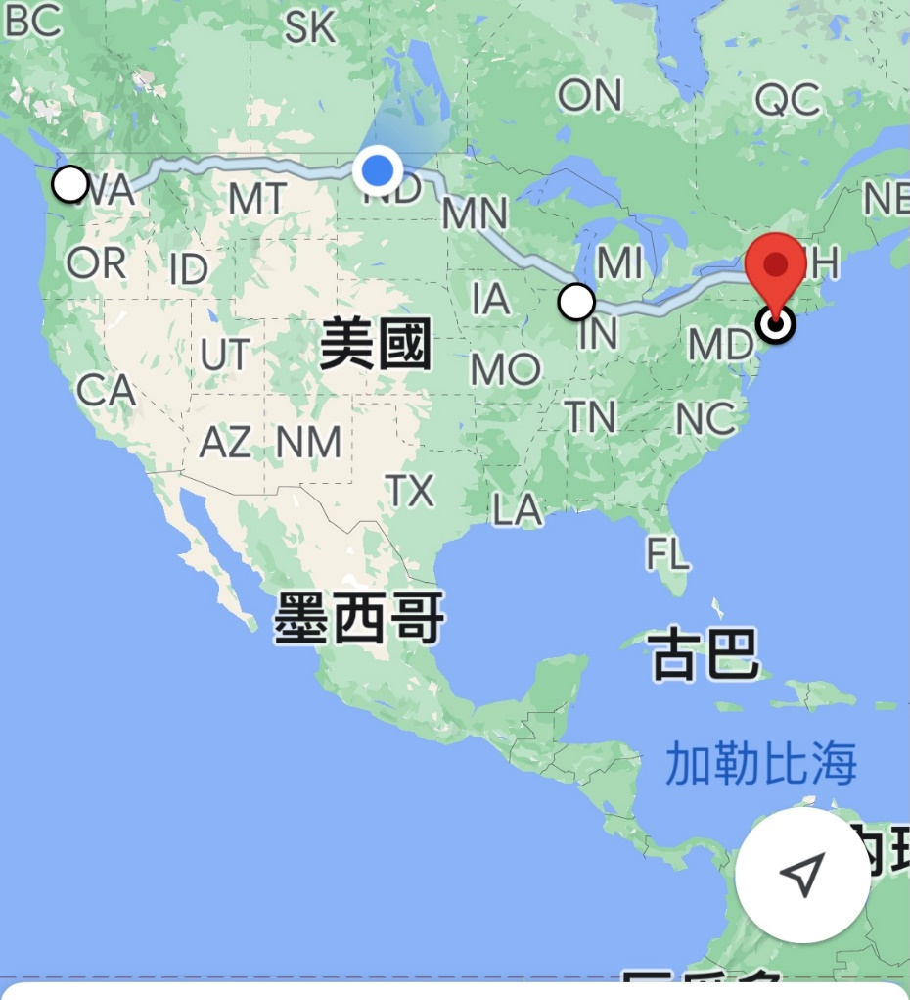 BC
SK
ON
QC
WA
MT
ND
MN
NE
OR
ID
MI
IA
IN
美國
UT
MO
MD
CA
TN
NC
AZ
NM
TX
LA
FL
墨西哥
古巴
加勒比海